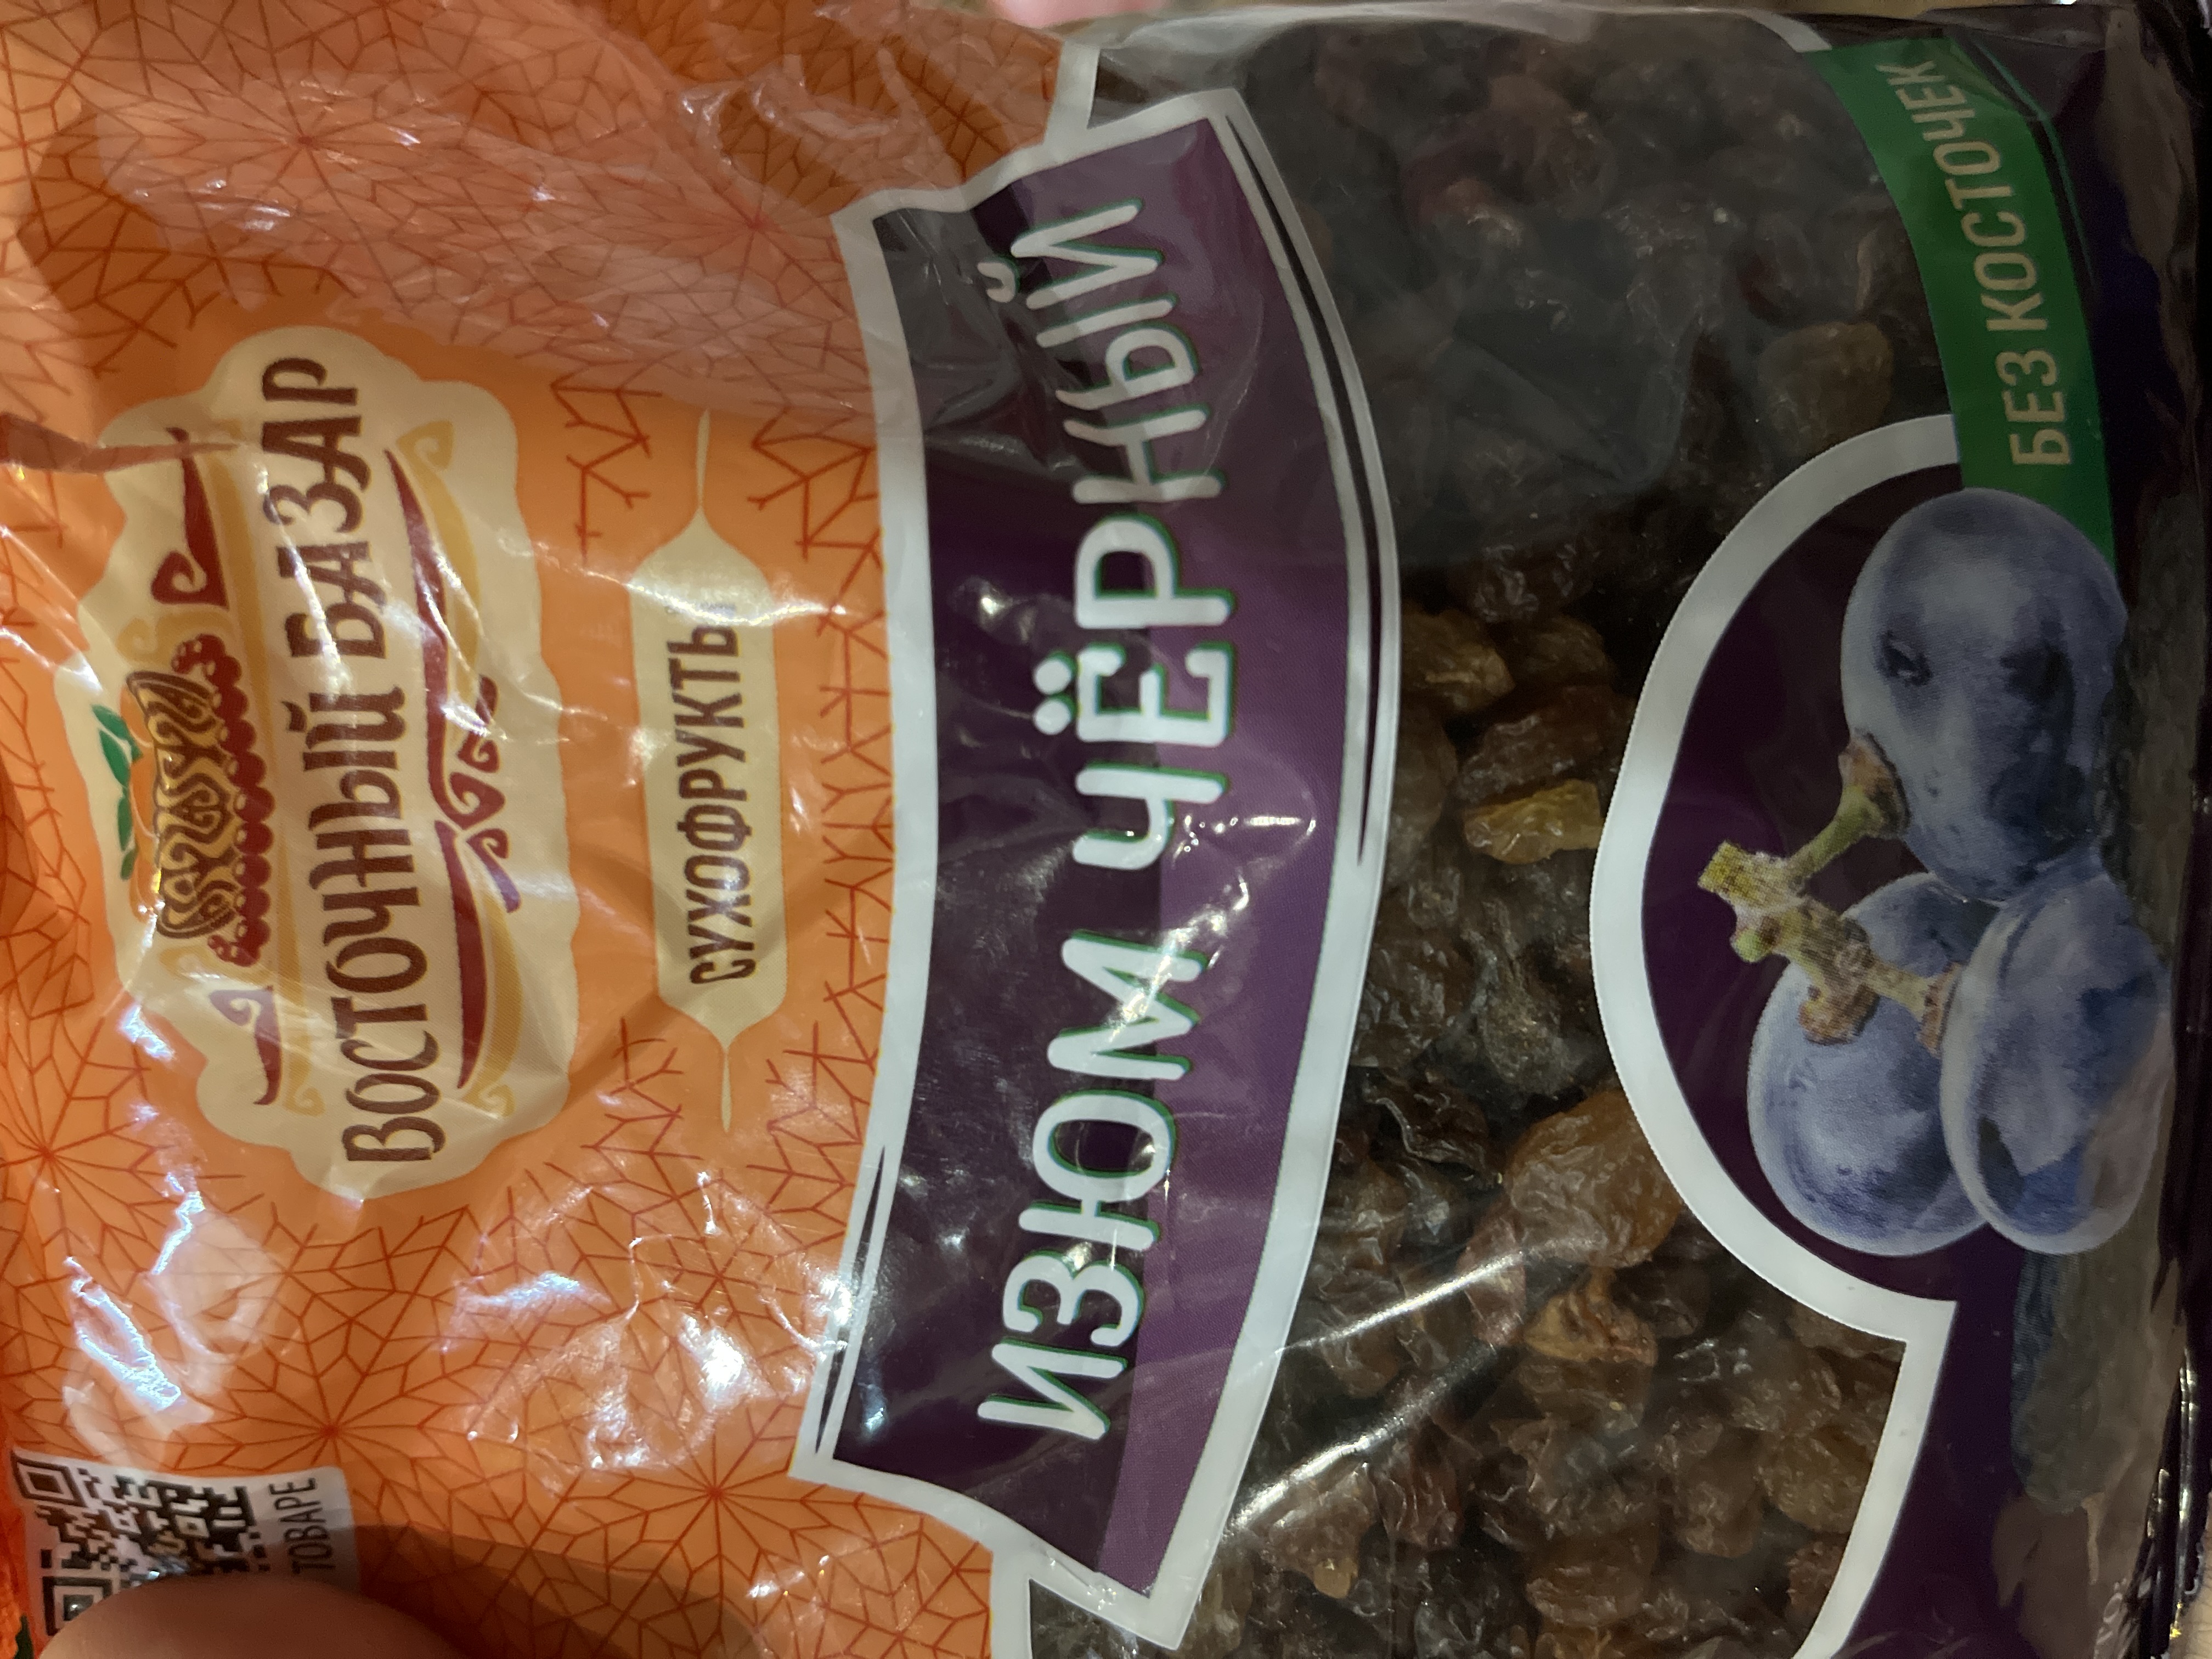 ВОСТОЧНЫЙ БАЗАР
СУХОФРУКТЫ
ИЗЮМ ЧЁРНЫЙ
БЕЗ КОСТОЧЕК
ТОВАРЕ